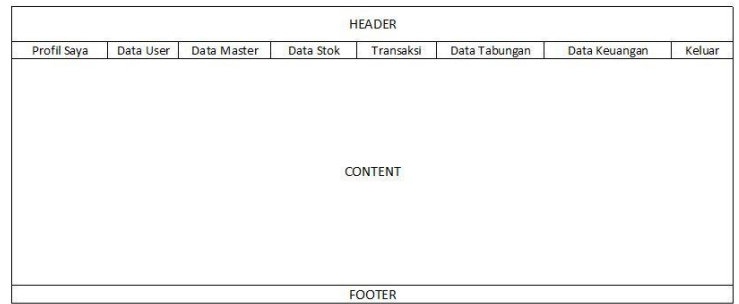 HEADER
Profil Saya Data User Data Master Data Stok Transaksi Data Tabungan Data Keuangan Keluar
CONTENT
FOOTER